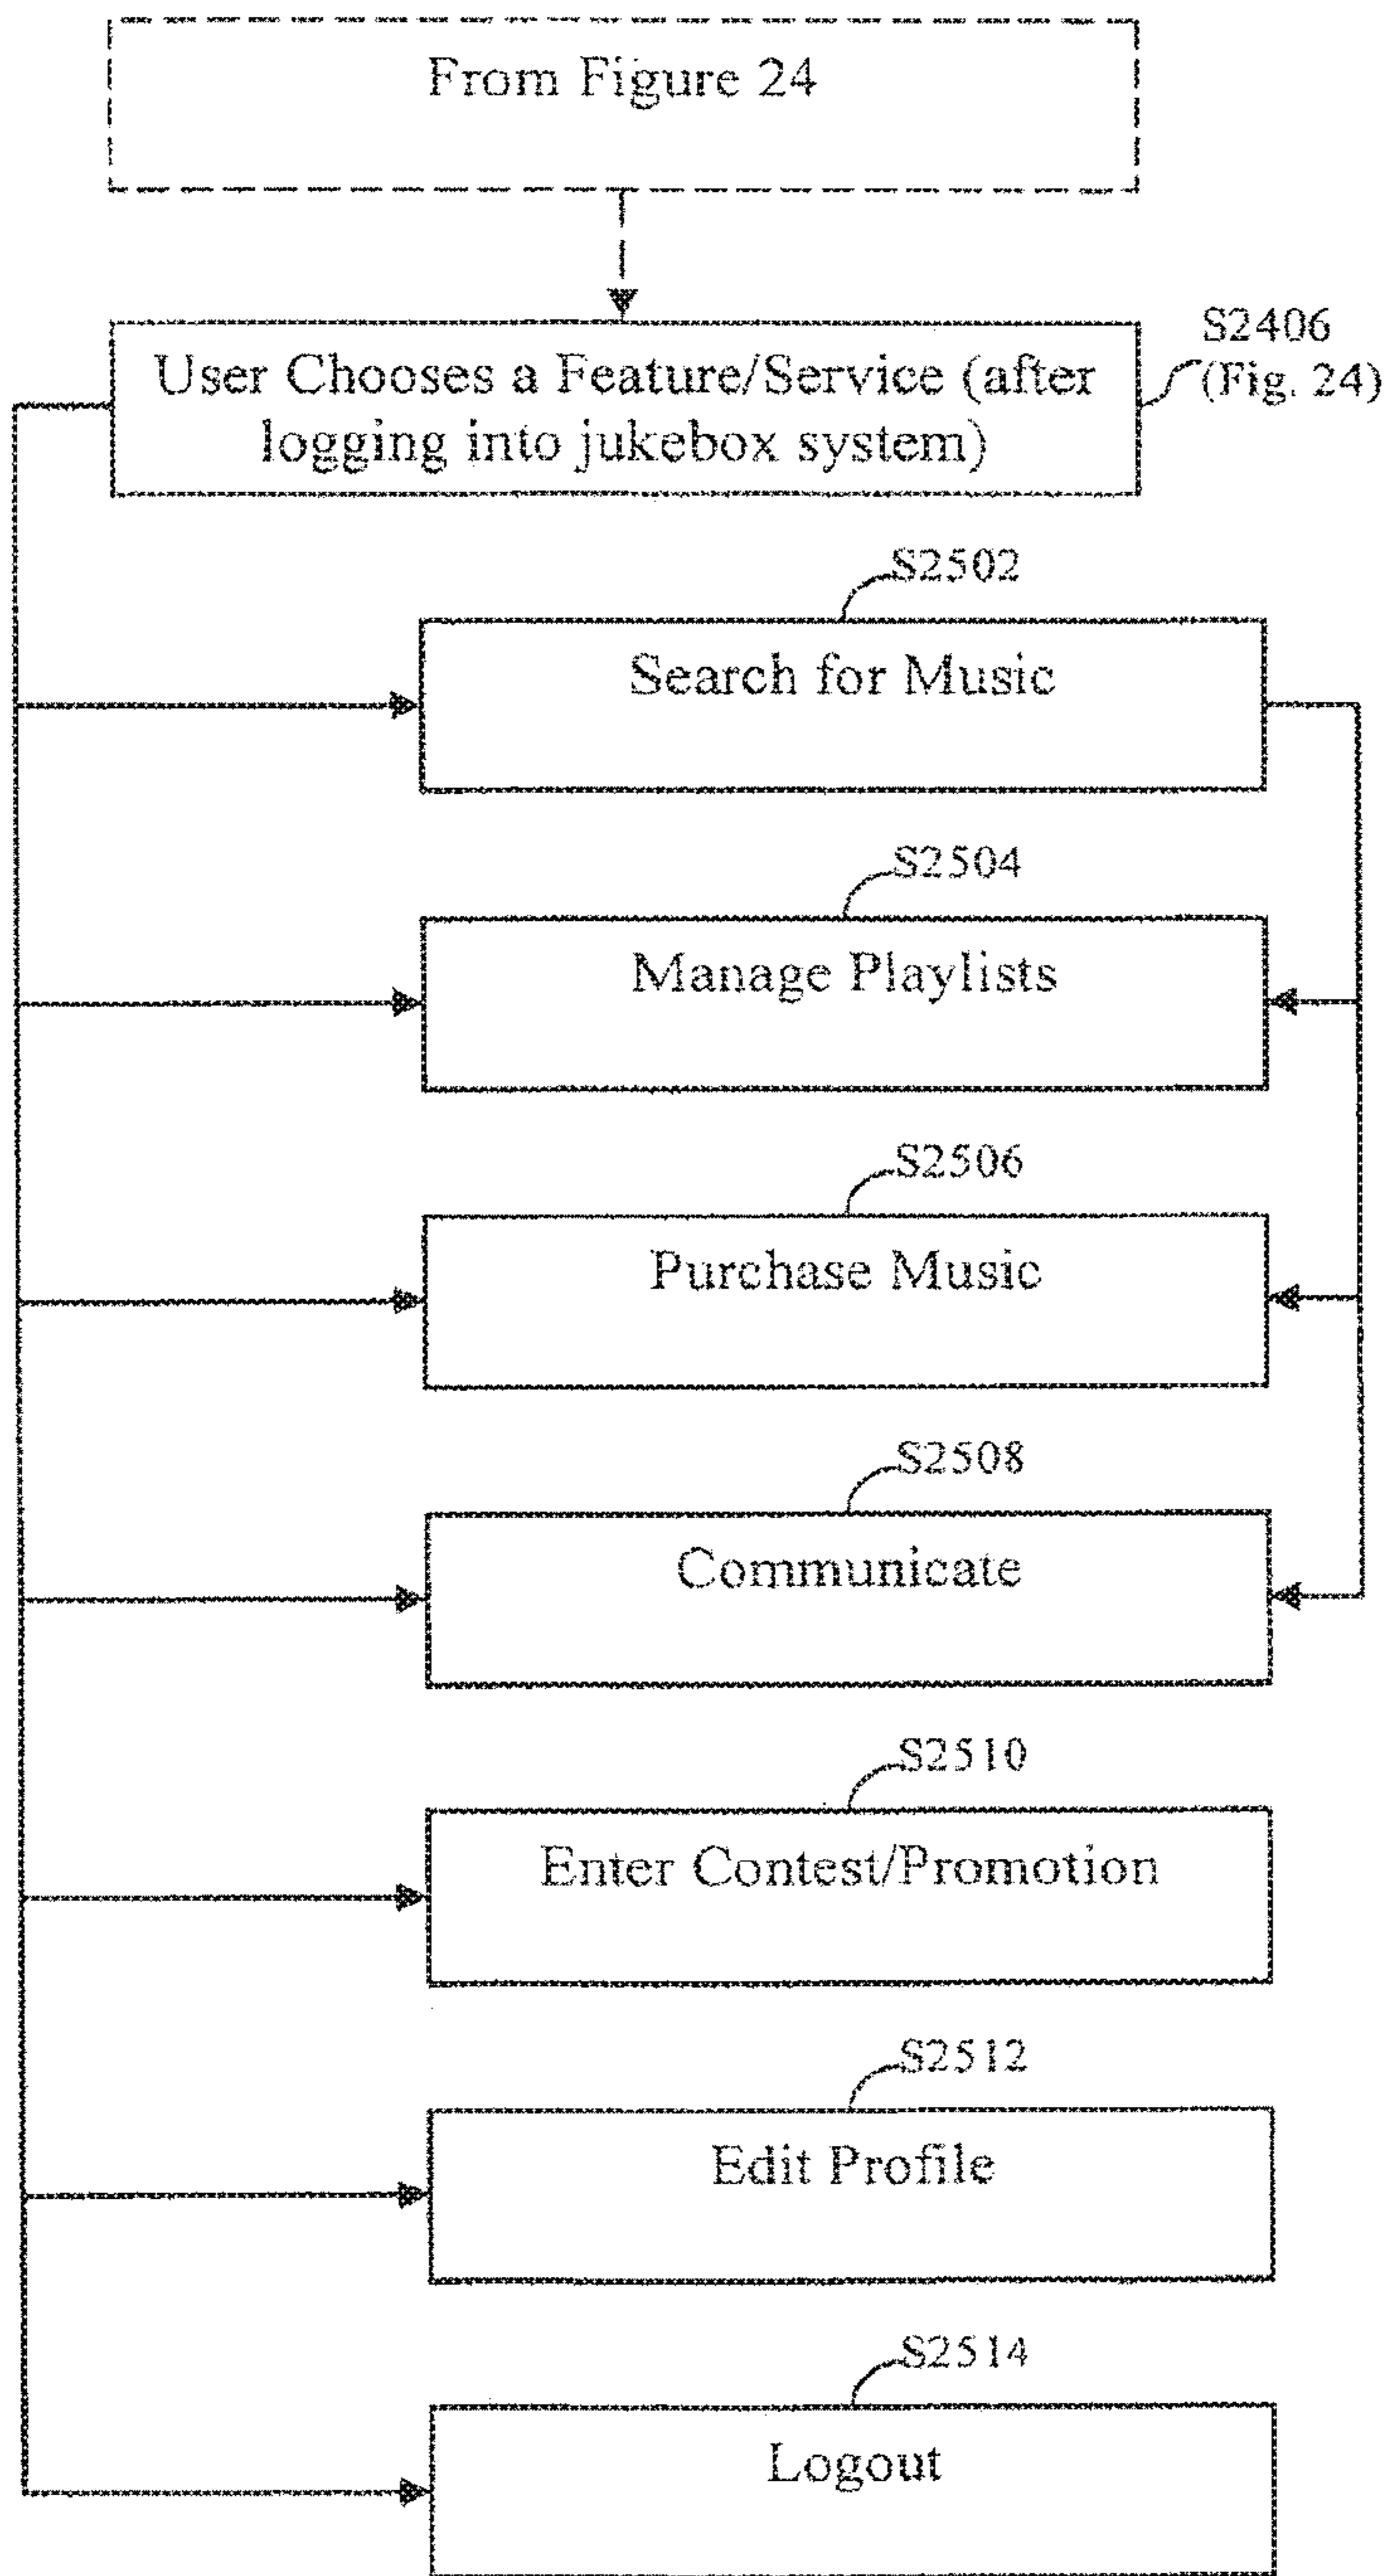 From Figure 24
User Chooses a Feature/Service (after
logging into jukebox system)
S2406
(Fig. 24)
S2502
Search for Music
S2504
Manage Playlists
S2506
Purchase Music
S2508
Communicate
S2510
Enter Contest/Promotion
S2512
Edit Profile
S2514
Logout